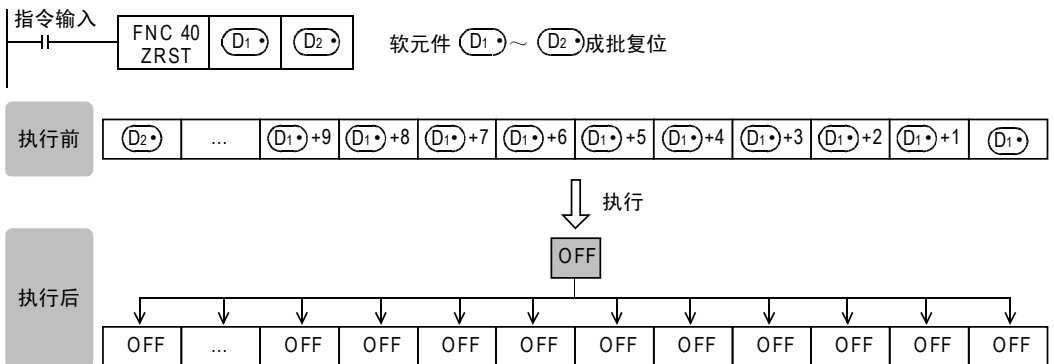 指令输入
FNC 40
ZRST
D1• D2• 软元件 D1• ～ D2• 成批复位
执行前 D2• ... D1•+9 D1•+8 D1•+7 D1•+6 D1•+5 D1•+4 D1•+3 D1•+2 D1•+1 D1•
执行
OFF
执行后
OFF ... OFF OFF OFF OFF OFF OFF OFF OFF OFF OFF